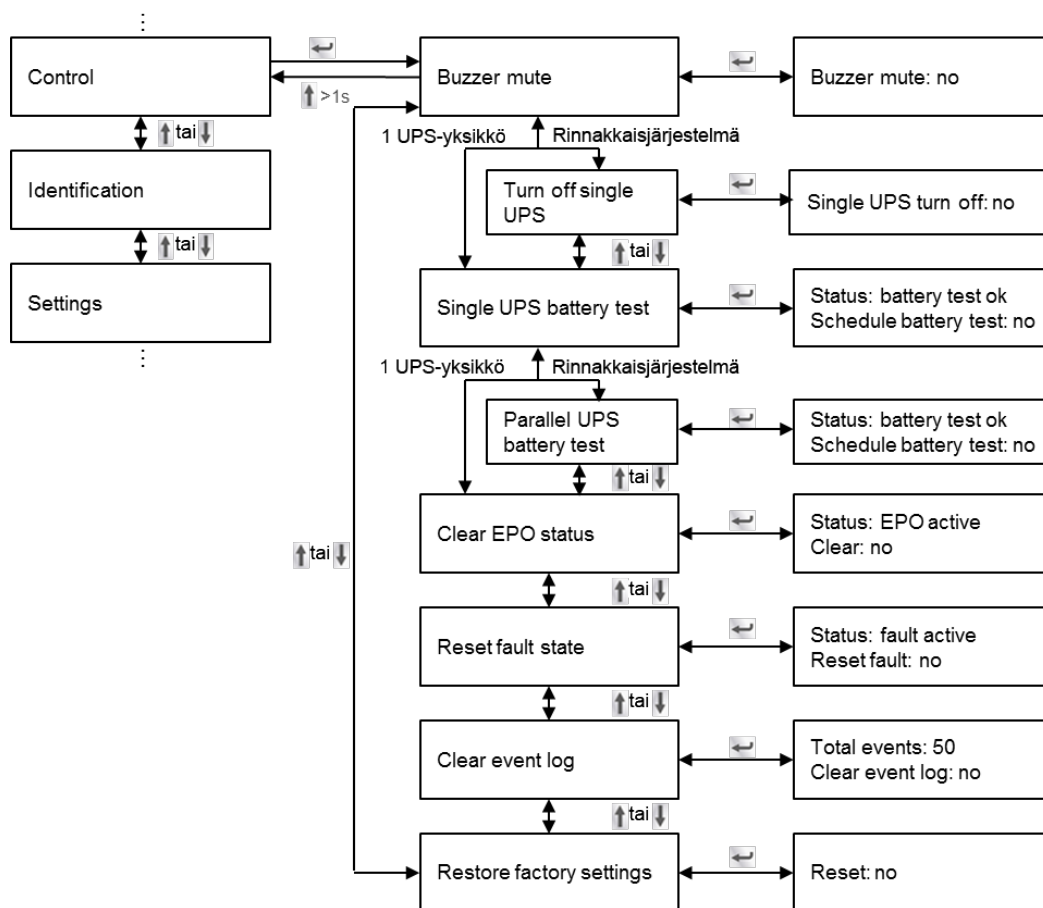 ⋮
Control
Buzzer mute
Buzzer mute: no
>1s
tai
1 UPS-yksikkö
Rinnakkaisjärjestelmä
Identification
Turn off single
UPS
Single UPS turn off: no
tai
tai
Settings
Single UPS battery test
Status: battery test ok
Schedule battery test: no
⋮
1 UPS-yksikkö
Rinnakkaisjärjestelmä
Parallel UPS
battery test
Status: battery test ok
Schedule battery test: no
tai
Clear EPO status
Status: EPO active
Clear: no
tai
tai
Reset fault state
Status: fault active
Reset fault: no
tai
Clear event log
Total events: 50
Clear event log: no
tai
Restore factory settings
Reset: no